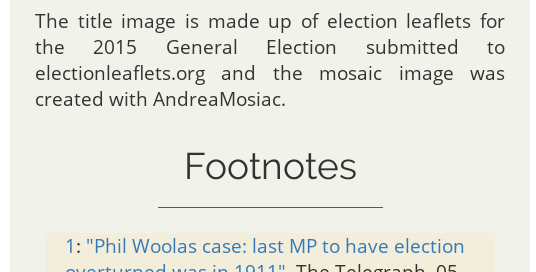 The title image is made up of election leaflets for
the 2015 General Election submitted to
electionleaflets.org and the mosaic image was
created with AndreaMosiac.
Footnotes
1: "Phil Woolas case: last MP to have election
overturned was in 1911". The Telegraph. 05